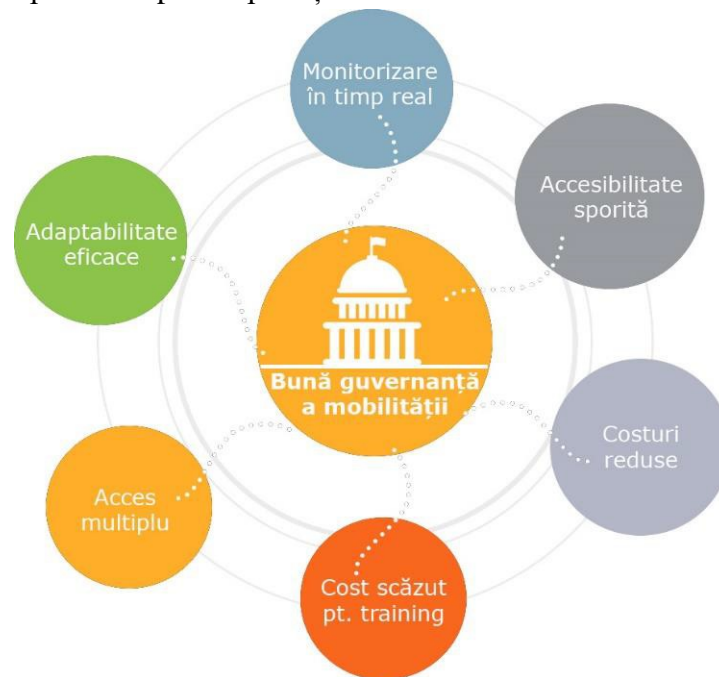 Monitorizare
în timp real
Accesibilitate
sporită
Adaptabilitate
eficace
Bună guvernanță
a mobilității
Costuri
reduse
Acces
multiplu
Cost scăzut
pt. training